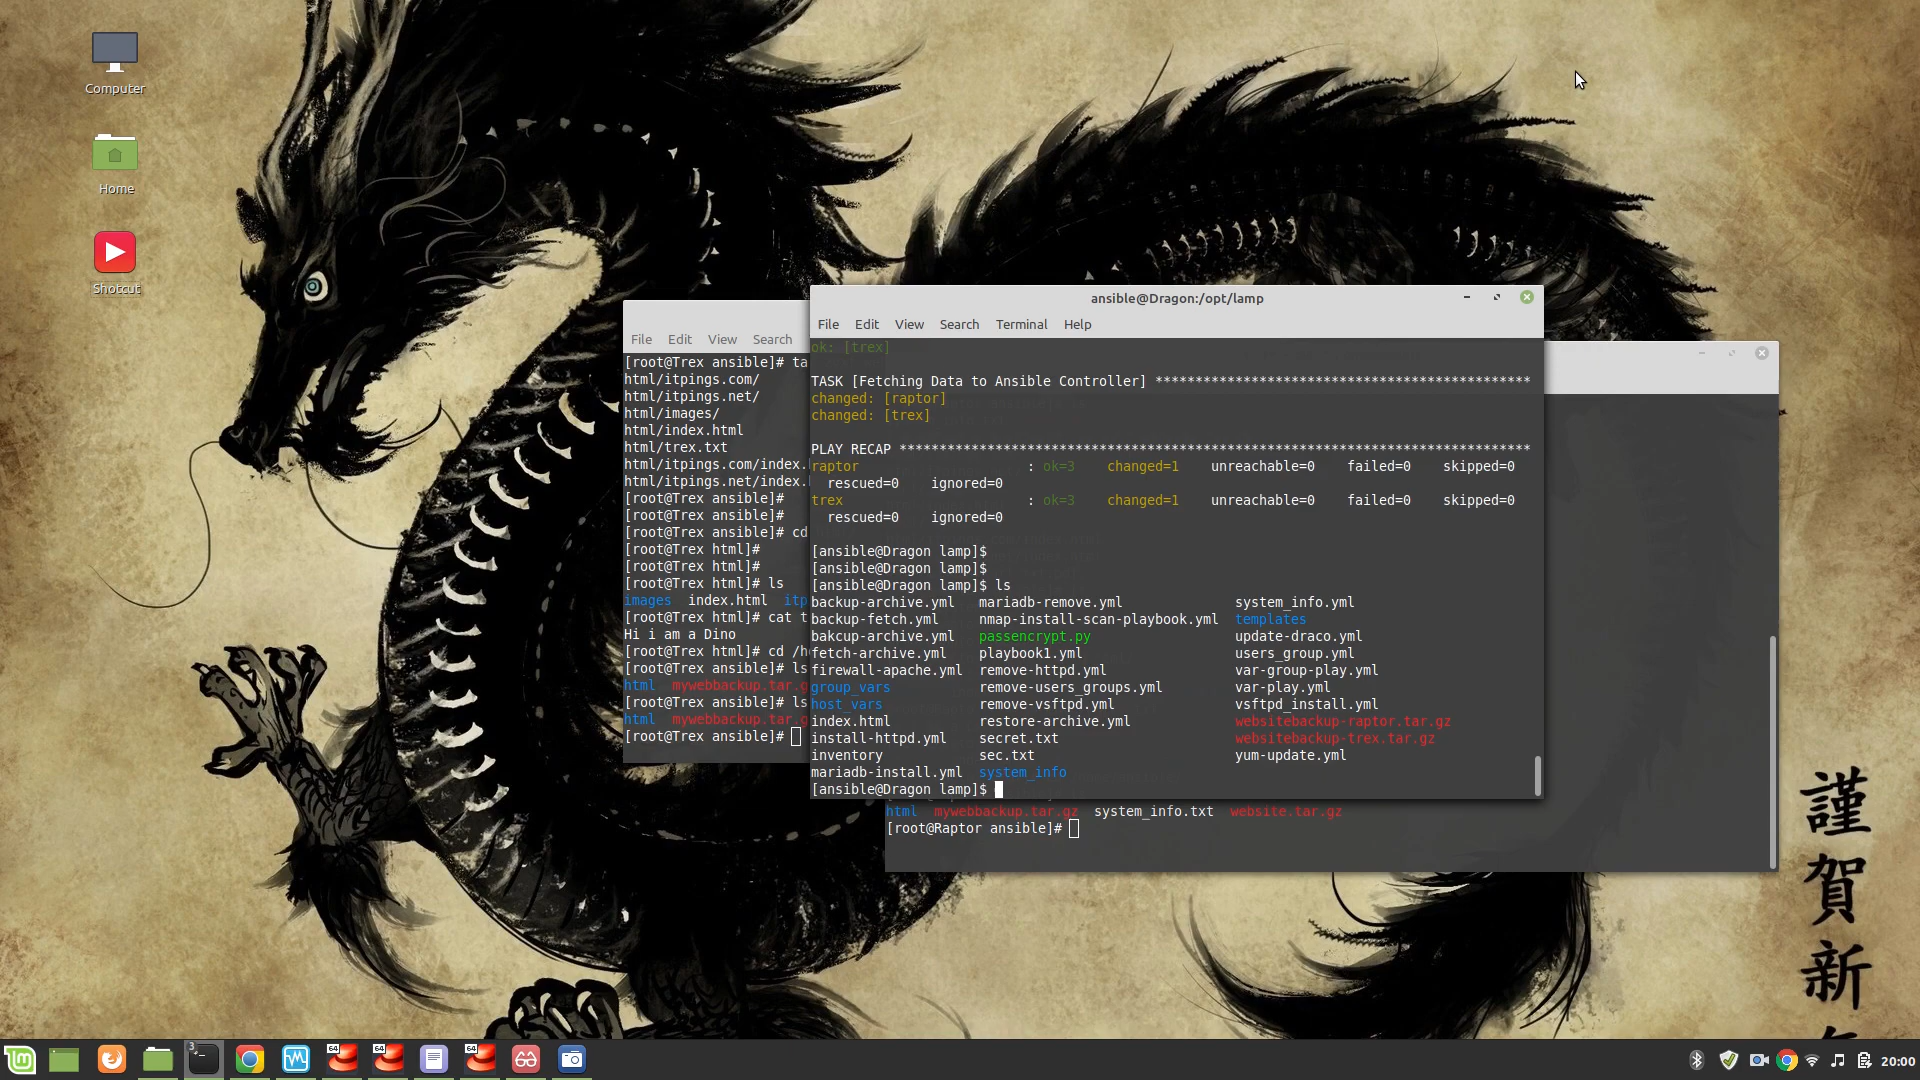 Computer
Home
Shotcut
File Edit View Search
[root@Trex ansible]# ta
html/itpings.com/
html/itpings.net/
html/images/
html/index.html
html/trex.txt
html/itpings.com/index.
html/itpings.net/index.
[root@Trex ansible]#
[root@Trex ansible]#
[root@Trex ansible]# cd
[root@Trex html]#
[root@Trex html]#
[root@Trex html]# ls
images index.html itp
[root@Trex html]# cat t
Hi i am a Dino
[root@Trex html]# cd /h
[root@Trex ansible]# ls
html mywebbackup.tar.g
[root@Trex ansible]# ls
html mywebbackup.tar.g
[root@Trex ansible]#
ansible@Dragon:/opt/lamp
File Edit View Search Terminal Help
ok: [trex]
TASK [Fetching Data to Ansible Controller] ***********************************************
changed: [raptor]
changed: [trex]
PLAY RECAP *******************************************************************************
raptor : ok=3 changed=1 unreachable=0 failed=0 skipped=0
rescued=0 ignored=0
trex : ok=3 changed=1 unreachable=0 failed=0 skipped=0
rescued=0 ignored=0
[ansible@Dragon lamp]$
[ansible@Dragon lamp]$
[ansible@Dragon lamp]$ ls
backup-archive.yml mariadb-remove.yml system_info.yml
backup-fetch.yml nmap-install-scan-playbook.yml templates
bakcup-archive.yml passencrypt.py update-draco.yml
fetch-archive.yml playbook1.yml users_group.yml
firewall-apache.yml remove-httpd.yml var-group-play.yml
group_vars remove-users_groups.yml var-play.yml
host_vars remove-vsftpd.yml vsftpd_install.yml
index.html restore-archive.yml websitebackup-raptor.tar.gz
install-httpd.yml secret.txt websitebackup-trex.tar.gz
inventory sec.txt yum-update.yml
mariadb-install.yml system_info
[ansible@Dragon lamp]$
html mywebbackup.tar.gz system_info.txt website.tar.gz
[root@Raptor ansible]#
謹賀新
3
64
64
64
20:00